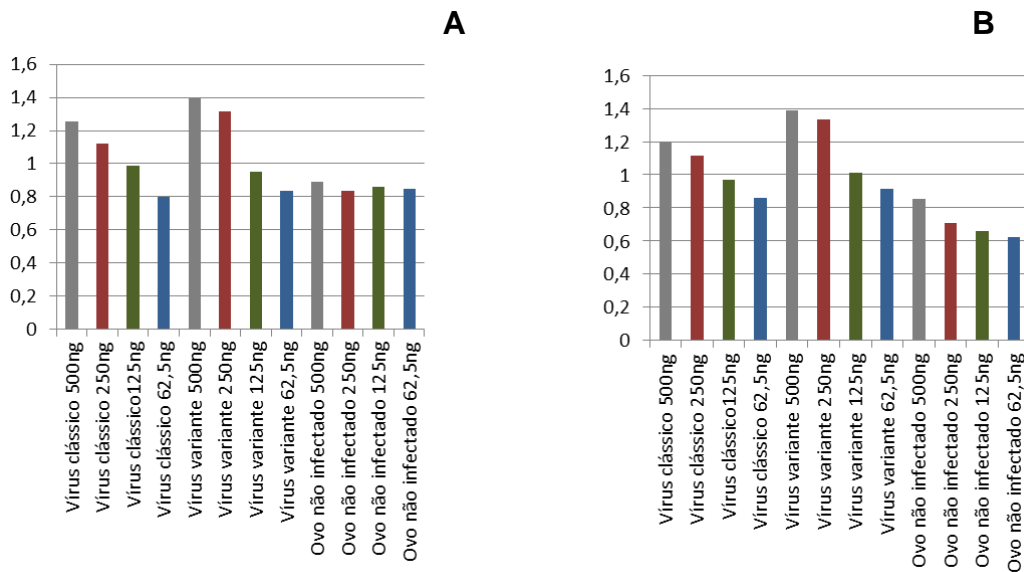 A
1,6
1,4
1,2
1
0,8
0,6
0,4
0,2
0
Vírus clássico 500ng
Vírus clássico 250ng
Vírus clássico125ng
Vírus clássico 62,5ng
Vírus variante 500ng
Vírus variante 250ng
Vírus variante 125ng
Vírus variante 62,5ng
Ovo não infectado 500ng
Ovo não infectado 250ng
Ovo não infectado 125ng
Ovo não infectado 62,5ng
B
1,6
1,4
1,2
1
0,8
0,6
0,4
0,2
0
Vírus clássico 500ng
Vírus clássico 250ng
Vírus clássico125ng
Vírus clássico 62,5ng
Vírus variante 500ng
Vírus variante 250ng
Vírus variante 125ng
Vírus variante 62,5ng
Ovo não infectado 500ng
Ovo não infectado 250ng
Ovo não infectado 125ng
Ovo não infectado 62,5ng